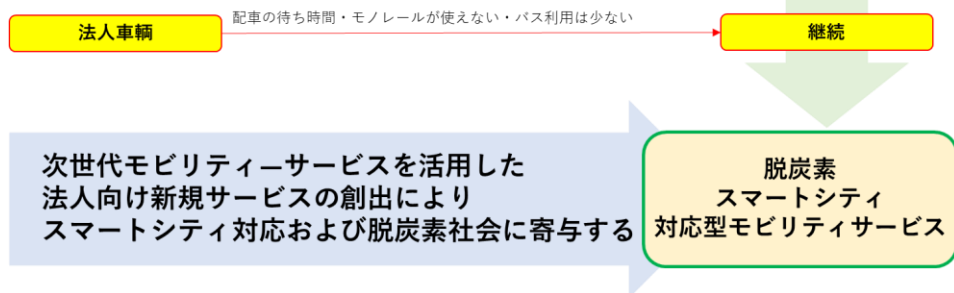 配車の待ち時間・モノレールが使えない・バス利用は少ない
法人車輌
継続
次世代モビリティーサービスを活用した
法人向け新規サービスの創出により
スマートシティ対応および脱炭素社会に寄与する
脱炭素
スマートシティ
対応型モビリティサービス